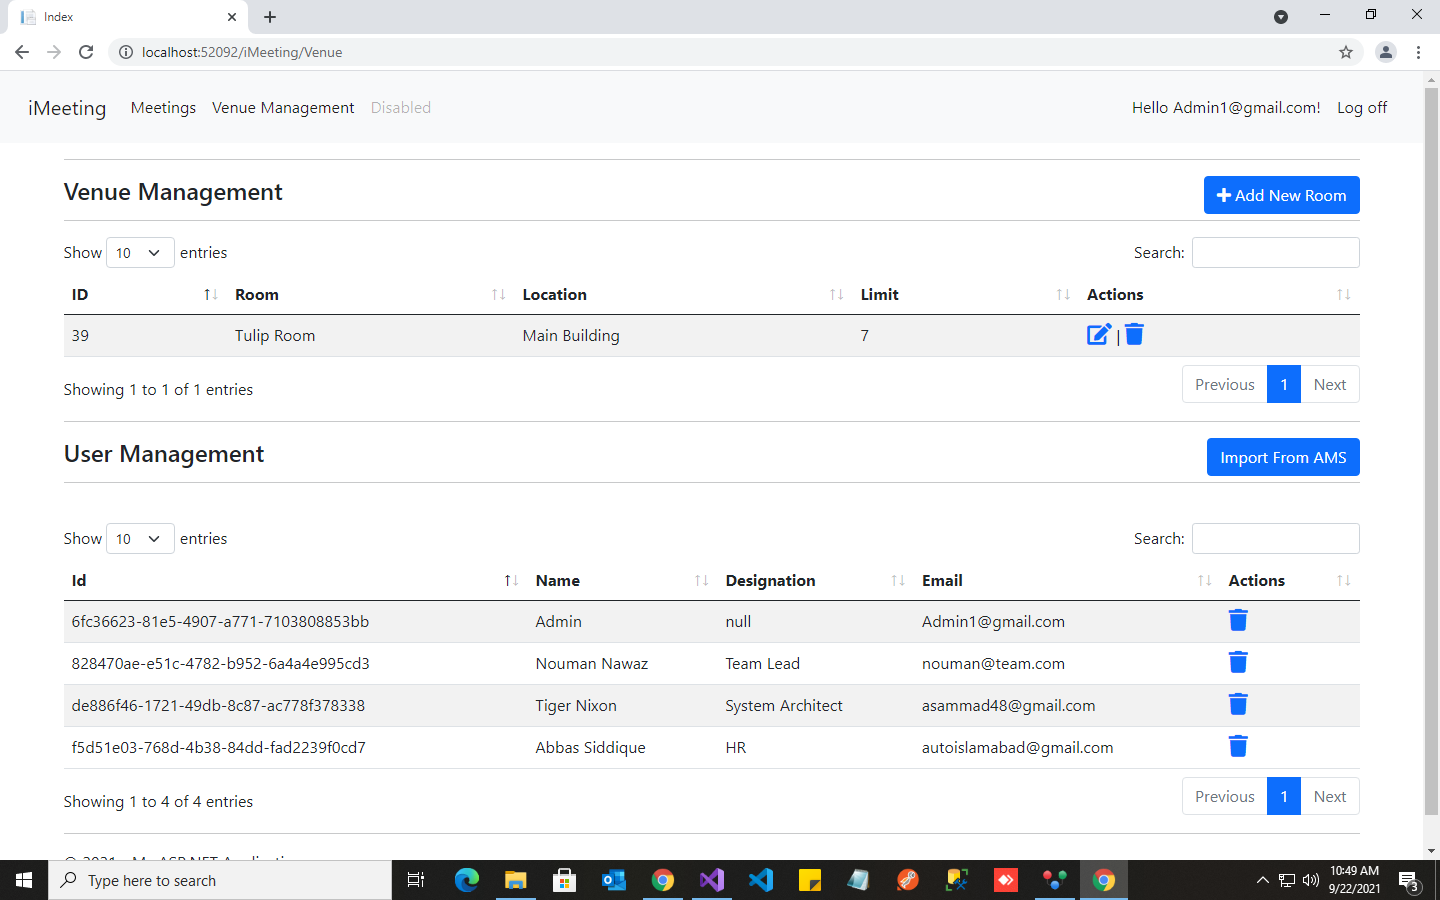 Index
localhost:52092/iMeeting/Venue
iMeeting Meetings Venue Management Disabled Hello Admin1@gmail.com! Log off
Venue Management Add New Room
Show 10 entries Search:
ID Room Location Limit Actions
39 Tulip Room Main Building 7 |
Showing 1 to 1 of 1 entries Previous 1 Next
User Management Import From AMS
Show 10 entries Search:
Id Name Designation Email Actions
6fc36623-81e5-4907-a771-7103808853bb Admin null Admin1@gmail.com
828470ae-e51c-4782-b952-6a4a4e995cd3 Nouman Nawaz Team Lead nouman@team.com
de886f46-1721-49db-8c87-ac778f378338 Tiger Nixon System Architect asammad48@gmail.com
f5d51e03-768d-4b38-84dd-fad2239f0cd7 Abbas Siddique HR autoislamabad@gmail.com
Showing 1 to 4 of 4 entries Previous 1 Next
© 2021 - My ASP.NET Application
Type here to search
10:49 AM
9/22/2021
3